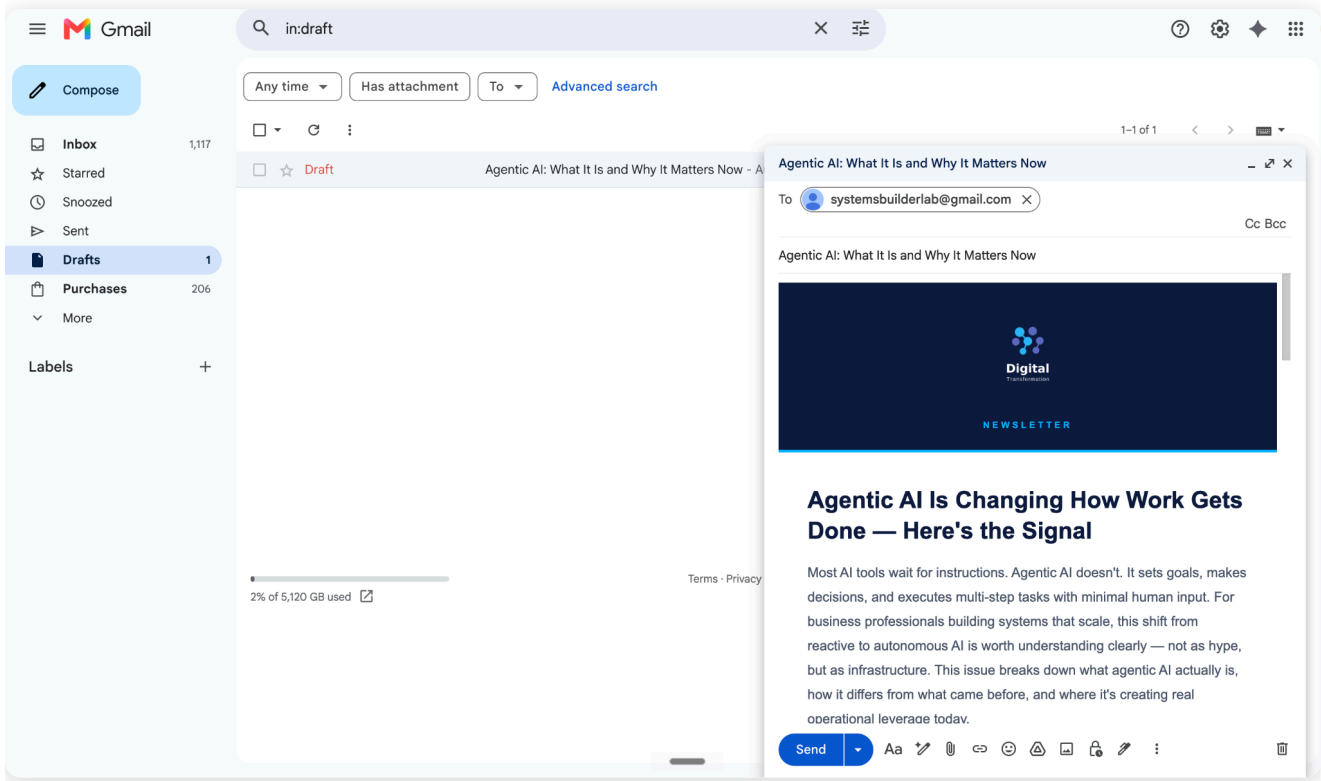 Gmail
in:draft
Compose
Any time
Has attachment
To
Advanced search
1–1 of 1
Inbox 1,117
Starred
Snoozed
Sent
Drafts 1
Purchases 206
More
Labels
Draft
Agentic AI: What It Is and Why It Matters Now - A
Terms · Privacy
2% of 5,120 GB used
Agentic AI: What It Is and Why It Matters Now
To systemsbuilderlab@gmail.com
Cc Bcc
Agentic AI: What It Is and Why It Matters Now
Digital
Transformation
NEWSLETTER
Agentic AI Is Changing How Work Gets
Done — Here's the Signal
Most AI tools wait for instructions. Agentic AI doesn't. It sets goals, makes
decisions, and executes multi-step tasks with minimal human input. For
business professionals building systems that scale, this shift from
reactive to autonomous AI is worth understanding clearly — not as hype,
but as infrastructure. This issue breaks down what agentic AI actually is,
how it differs from what came before, and where it's creating real
operational leverage today.
Send
Aa